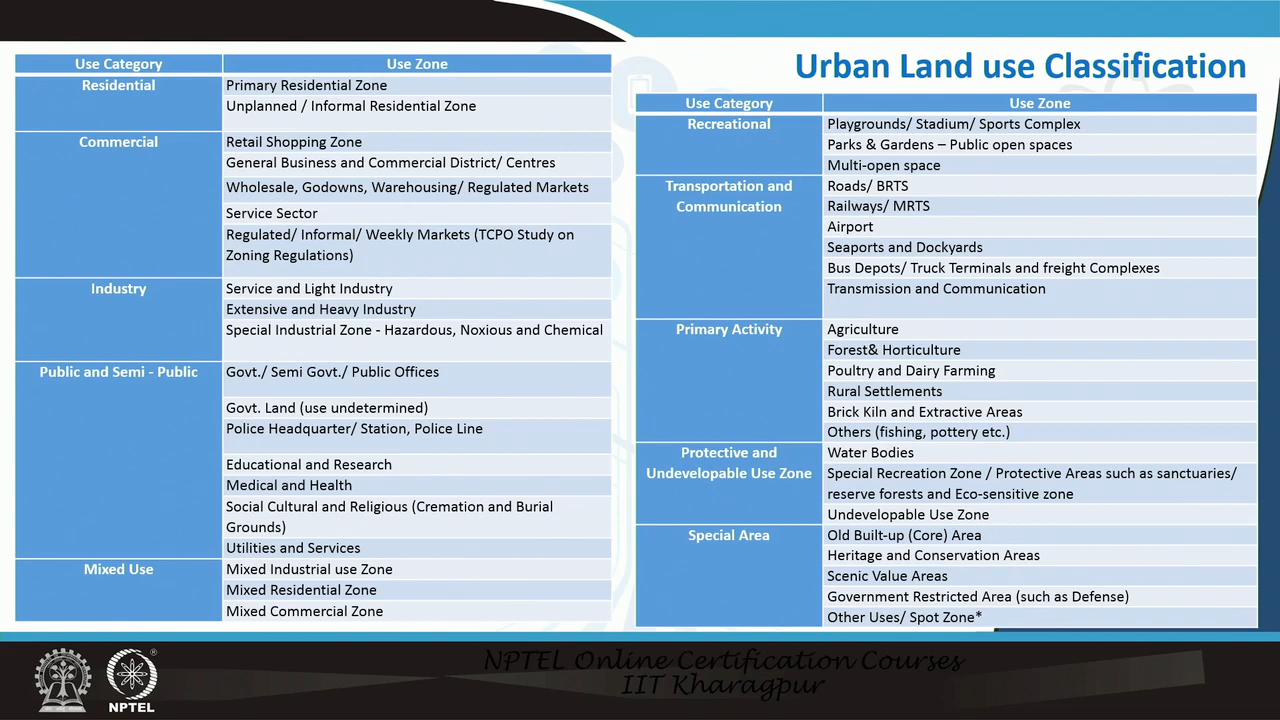 Urban Land use Classification
Use Category Use Zone
Residential Primary Residential Zone
Unplanned / Informal Residential Zone
Commercial Retail Shopping Zone
General Business and Commercial District/ Centres
Wholesale, Godowns, Warehousing/ Regulated Markets
Service Sector
Regulated/ Informal/ Weekly Markets (TCPO Study on
Zoning Regulations)
Industry Service and Light Industry
Extensive and Heavy Industry
Special Industrial Zone - Hazardous, Noxious and Chemical
Public and Semi - Public Govt./ Semi Govt./ Public Offices
Govt. Land (use undetermined)
Police Headquarter/ Station, Police Line
Educational and Research
Medical and Health
Social Cultural and Religious (Cremation and Burial
Grounds)
Utilities and Services
Mixed Use Mixed Industrial use Zone
Mixed Residential Zone
Mixed Commercial Zone
Use Category Use Zone
Recreational Playgrounds/ Stadium/ Sports Complex
Parks & Gardens – Public open spaces
Multi-open space
Transportation and Roads/ BRTS
Communication Railways/ MRTS
Airport
Seaports and Dockyards
Bus Depots/ Truck Terminals and freight Complexes
Transmission and Communication
Primary Activity Agriculture
Forest& Horticulture
Poultry and Dairy Farming
Rural Settlements
Brick Kiln and Extractive Areas
Others (fishing, pottery etc.)
Protective and Water Bodies
Undevelopable Use Zone Special Recreation Zone / Protective Areas such as sanctuaries/
reserve forests and Eco-sensitive zone
Undevelopable Use Zone
Special Area Old Built-up (Core) Area
Heritage and Conservation Areas
Scenic Value Areas
Government Restricted Area (such as Defense)
Other Uses/ Spot Zone*
NPTEL Online Certification Courses
IIT Kharagpur
NPTEL